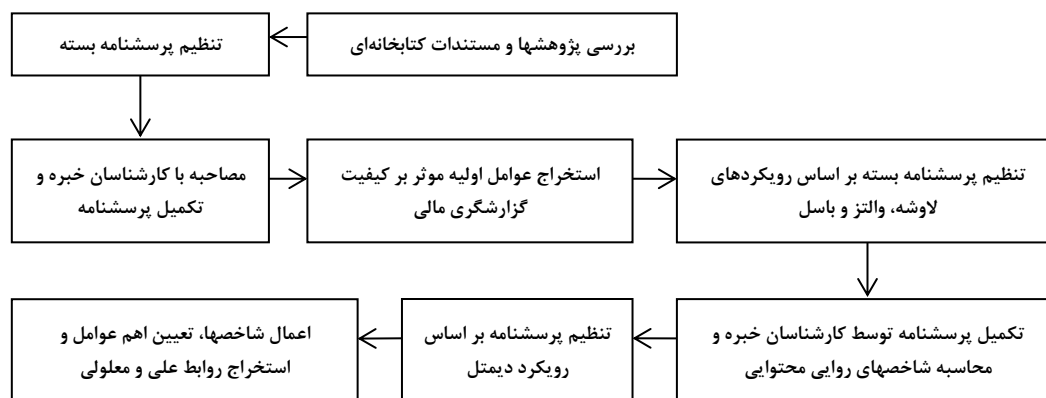 بررسی پژوهشها و مستندات کتابخانه‌ای
تنظیم پرسشنامه بسته
مصاحبه با کارشناسان خبره و
تکمیل پرسشنامه
استخراج عوامل اولیه موثر بر کیفیت
گزارشگری مالی
تنظیم پرسشنامه بسته بر اساس رویکردهای
لاوشه، والتز و باسل
تکمیل پرسشنامه توسط کارشناسان خبره و
محاسبه شاخصهای روایی محتوایی
تنظیم پرسشنامه بر اساس
رویکرد دیمتل
اعمال شاخصها، تعیین اهم عوامل و
استخراج روابط علی و معلولی